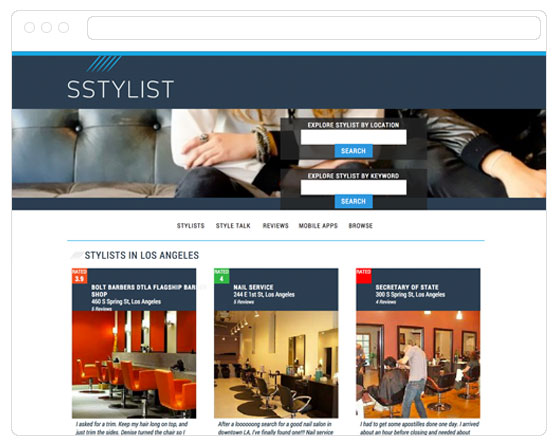 SSTYLIST
EXPLORE STYLIST BY LOCATION
SEARCH
EXPLORE STYLIST BY KEYWORD
SEARCH
STYLISTS STYLE TALK REVIEWS MOBILE APPS BROWSE
STYLISTS IN LOS ANGELES
RATED
3.9
BOLT BARBERS DTLA FLAGSHIP BAR
SHOP
460 S Spring St, Los Angeles
5 Reviews
I asked for a trim. Keep my hair long on top, and
just trim the sides. Denise turned the chair so I
RATED
4
NAIL SERVICE
244 E 1st St, Los Angeles
5 Reviews
After a looooong search for a good nail salon in
downtown LA, I've finally found one!!! Nail service
RATED
SECRETARY OF STATE
300 S Spring St, Los Angeles
4 Reviews
I had to get some apostilles done one day. I arrived
about an hour before closing and needed about